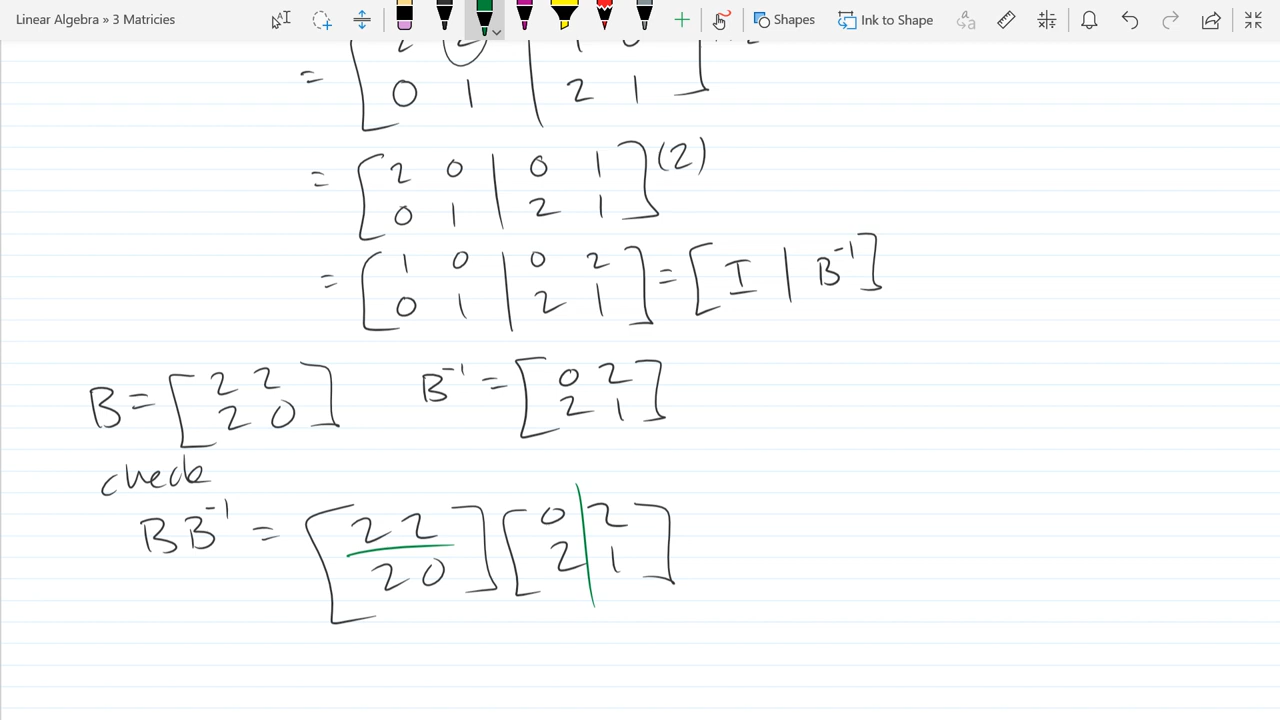 Linear Algebra » 3 Matricies
Shapes
Ink to Shape
=
0 1 | 2 1
= [2 0 | 0 1] (2)
[0 1 | 2 1]
= [1 0 | 0 2] = [I | B⁻¹]
[0 1 | 2 1]
B = [2 2] B⁻¹ = [0 2]
[2 0] [2 1]
check
BB⁻¹ = [2 2] [0 | 2]
[2 0] [2 | 1]